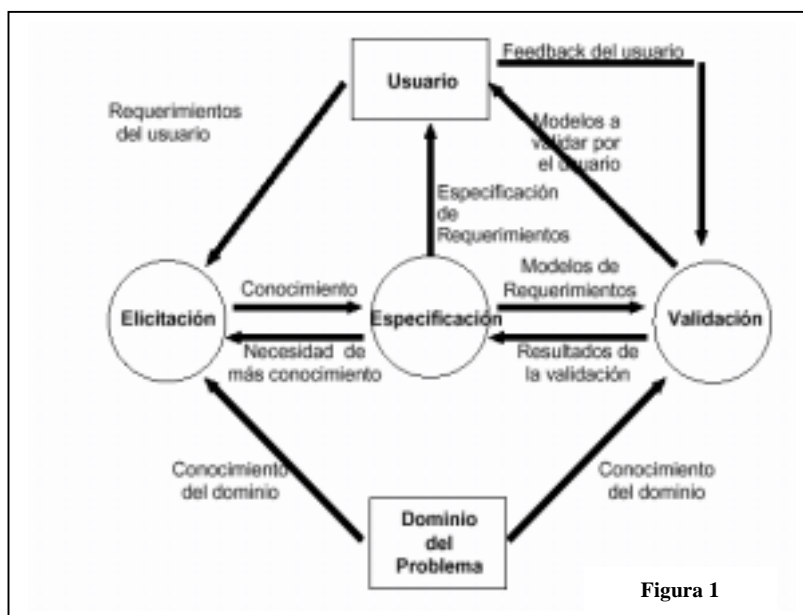 Feedback del usuario
Usuario
Requerimientos
del usuario
Modelos a
validar por
el usuario
Especificación
de
Requerimientos
Conocimiento
Modelos de
Requerimientos
Elicitación
Especificación
Validación
Necesidad de
más conocimiento
Resultados de
la validación
Conocimiento
del dominio
Conocimiento
del dominio
Dominio
del
Problema
Figura 1